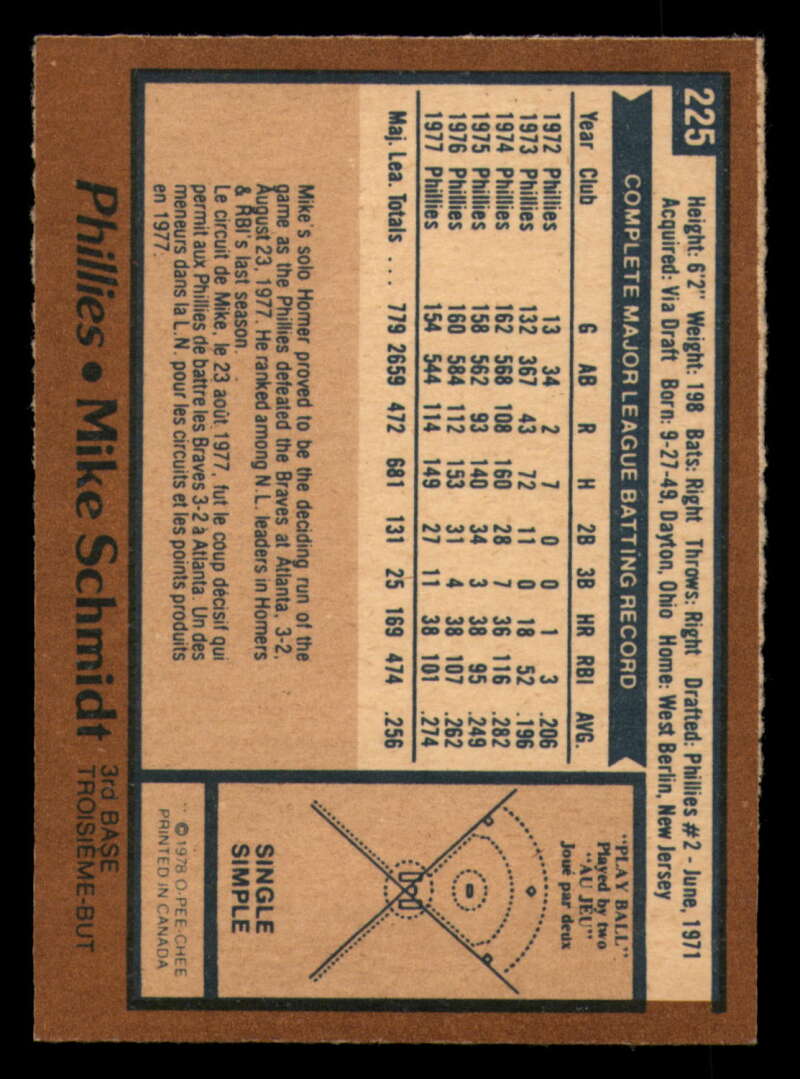 225
Height: 6'2" Weight: 198 Bats: Right Throws: Right Drafted: Phillies #2 - June, 1971
Acquired: Via Draft Born: 9-27-49, Dayton, Ohio Home: West Berlin, New Jersey
COMPLETE MAJOR LEAGUE BATTING RECORD
Year Club G AB R H 2B 3B HR RBI AVG.
1972 Phillies 13 34 2 7 0 0 1 3 .206
1973 Phillies 132 367 43 72 11 0 18 52 .196
1974 Phillies 162 568 108 160 28 7 36 116 .282
1975 Phillies 158 562 93 140 34 3 38 95 .249
1976 Phillies 160 584 112 153 31 4 38 107 .262
1977 Phillies 154 544 114 149 27 11 38 101 .274
Maj. Lea. Totals ... 779 2659 472 681 131 25 169 474 .256
Mike's solo Homer proved to be the deciding run of the
game as the Phillies defeated the Braves at Atlanta, 3-2,
August 23, 1977. He ranked among N.L. leaders in Homers
& RBI's last season.
Le circuit de Mike, le 23 août 1977, fut le coup décisif qui
permit aux Phillies de battre les Braves 3-2 à Atlanta. Un des
meneurs dans la L.N. pour les circuits et les points produits
en 1977.
"PLAY BALL"
Played by two
"AU JEU"
Joué par deux
SINGLE
SIMPLE
© 1978 O-PEE-CHEE
PRINTED IN CANADA
Phillies • Mike Schmidt
3rd BASE
TROISIÈME-BUT